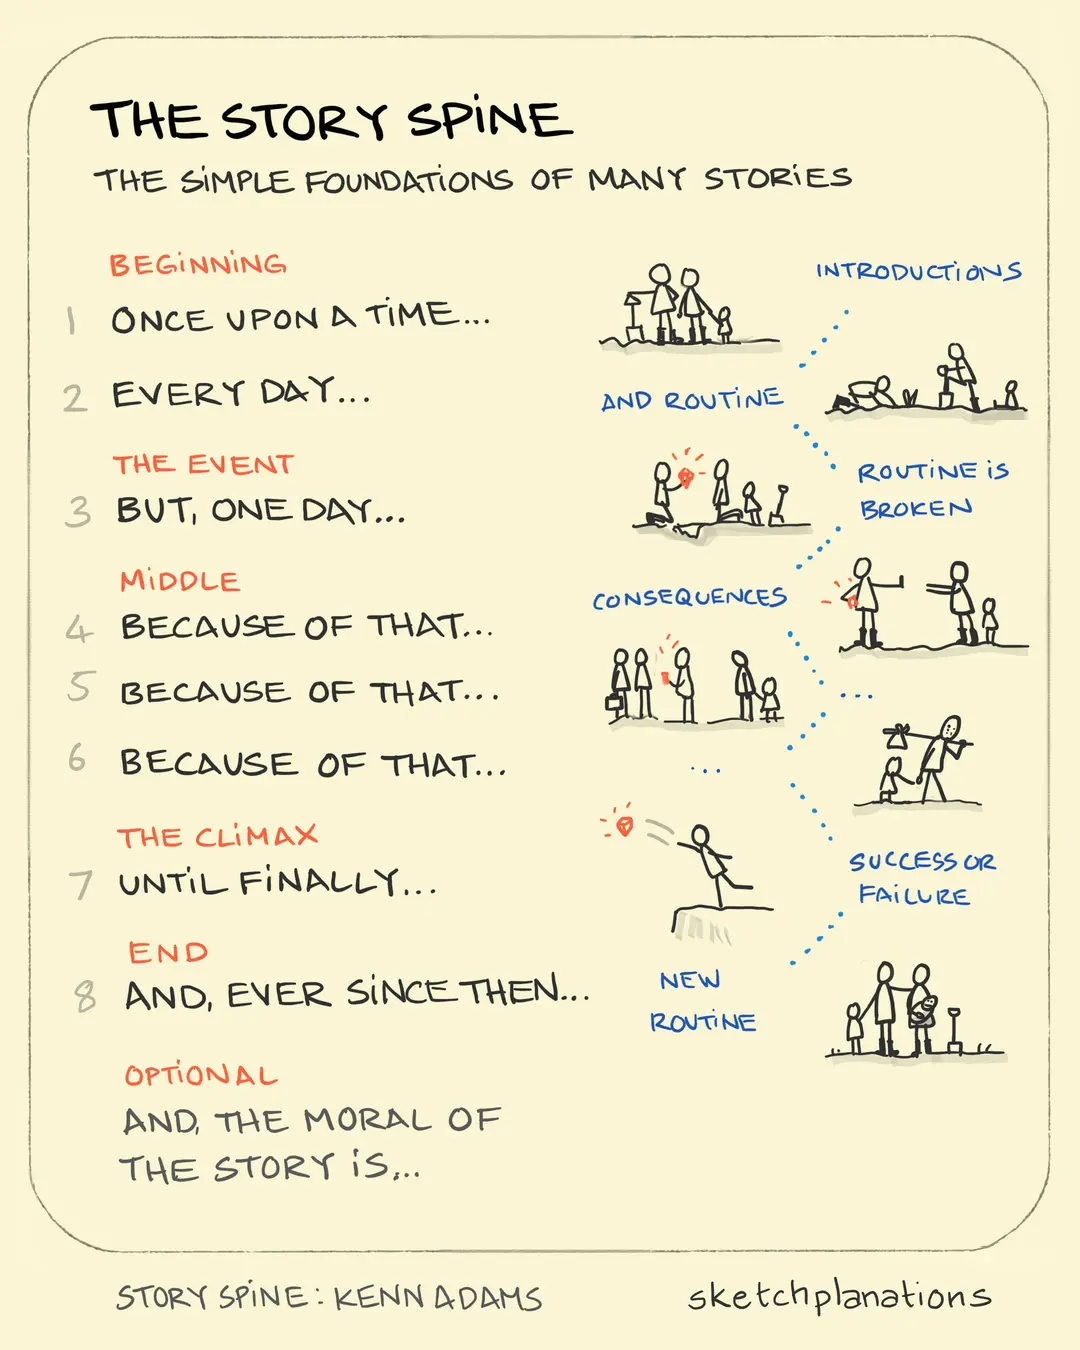 THE STORY SPINE
THE SIMPLE FOUNDATIONS OF MANY STORIES
BEGINNING
1 ONCE UPON A TIME...
2 EVERY DAY...
THE EVENT
3 BUT, ONE DAY...
MIDDLE
4 BECAUSE OF THAT...
5 BECAUSE OF THAT...
6 BECAUSE OF THAT...
THE CLIMAX
7 UNTIL FINALLY...
END
8 AND, EVER SINCE THEN...
OPTIONAL
AND, THE MORAL OF
THE STORY IS...
INTRODUCTIONS
AND ROUTINE
ROUTINE IS
BROKEN
CONSEQUENCES
...
...
SUCCESS OR
FAILURE
NEW
ROUTINE
STORY SPINE: KENN ADAMS
sketchplanations